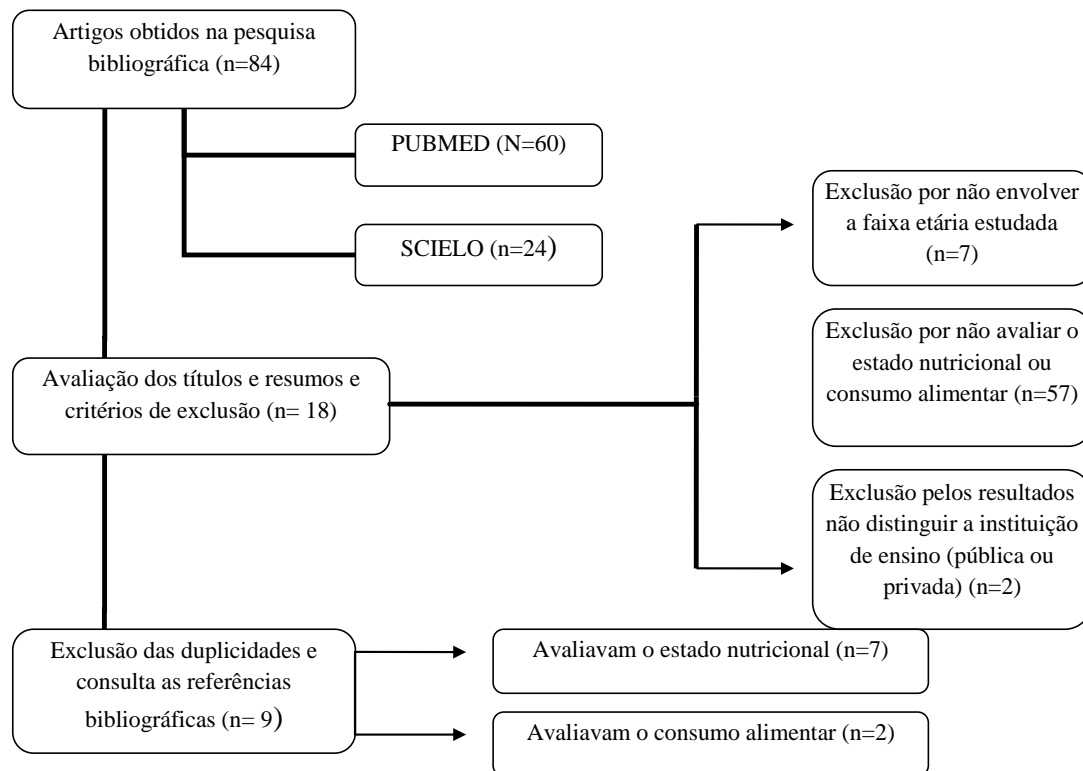 Artigos obtidos na pesquisa
bibliográfica (n=84)
PUBMED (N=60)
SCIELO (n=24)
Exclusão por não envolver
a faixa etária estudada
(n=7)
Exclusão por não avaliar o
estado nutricional ou
consumo alimentar (n=57)
Avaliação dos títulos e resumos e
critérios de exclusão (n= 18)
Exclusão pelos resultados
não distinguir a instituição
de ensino (pública ou
privada) (n=2)
Exclusão das duplicidades e
consulta as referências
bibliográficas (n= 9)
Avaliavam o estado nutricional (n=7)
Avaliavam o consumo alimentar (n=2)